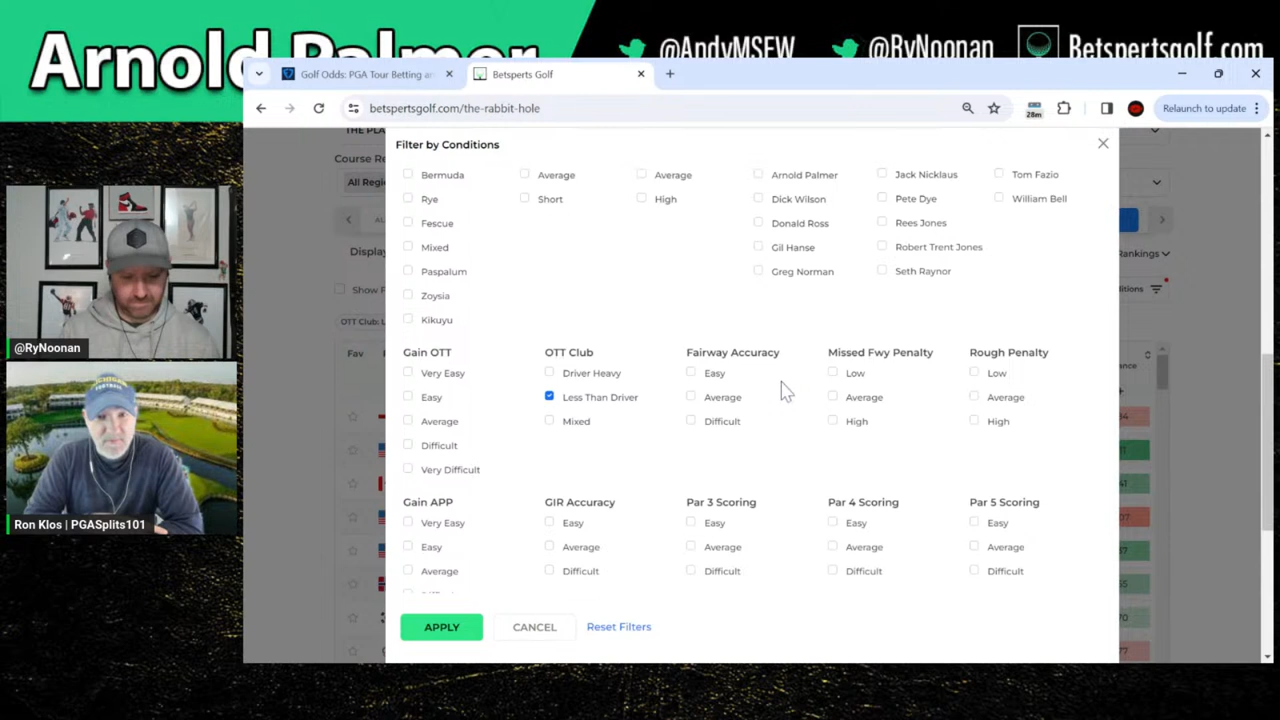 Arnold Palmer
@AndyMSFW
@RyNoonan
Betspertsgolf.com
Golf Odds: PGA Tour Betting a
Betsperts Golf
betspertsgolf.com/the-rabbit-hole
28m
Relaunch to update
THE PLA
Course Re
All Regi
Display
Rankings
Show F
ditions
OTT Club: L
Fav
ance
Filter by Conditions
Bermuda
Average
Average
Arnold Palmer
Jack Nicklaus
Tom Fazio
Rye
Short
High
Dick Wilson
Pete Dye
William Bell
Fescue
Donald Ross
Rees Jones
Mixed
Gil Hanse
Robert Trent Jones
Paspalum
Greg Norman
Seth Raynor
Zoysia
Kikuyu
Gain OTT
OTT Club
Fairway Accuracy
Missed Fwy Penalty
Rough Penalty
Very Easy
Driver Heavy
Easy
Low
Low
Easy
Less Than Driver
Average
Average
Average
Average
Mixed
Difficult
High
High
Difficult
Very Difficult
Gain APP
GIR Accuracy
Par 3 Scoring
Par 4 Scoring
Par 5 Scoring
Very Easy
Easy
Easy
Easy
Easy
Easy
Average
Average
Average
Average
Average
Difficult
Difficult
Difficult
Difficult
APPLY
CANCEL
Reset Filters
@RyNoonan
Ron Klos | PGASplits101